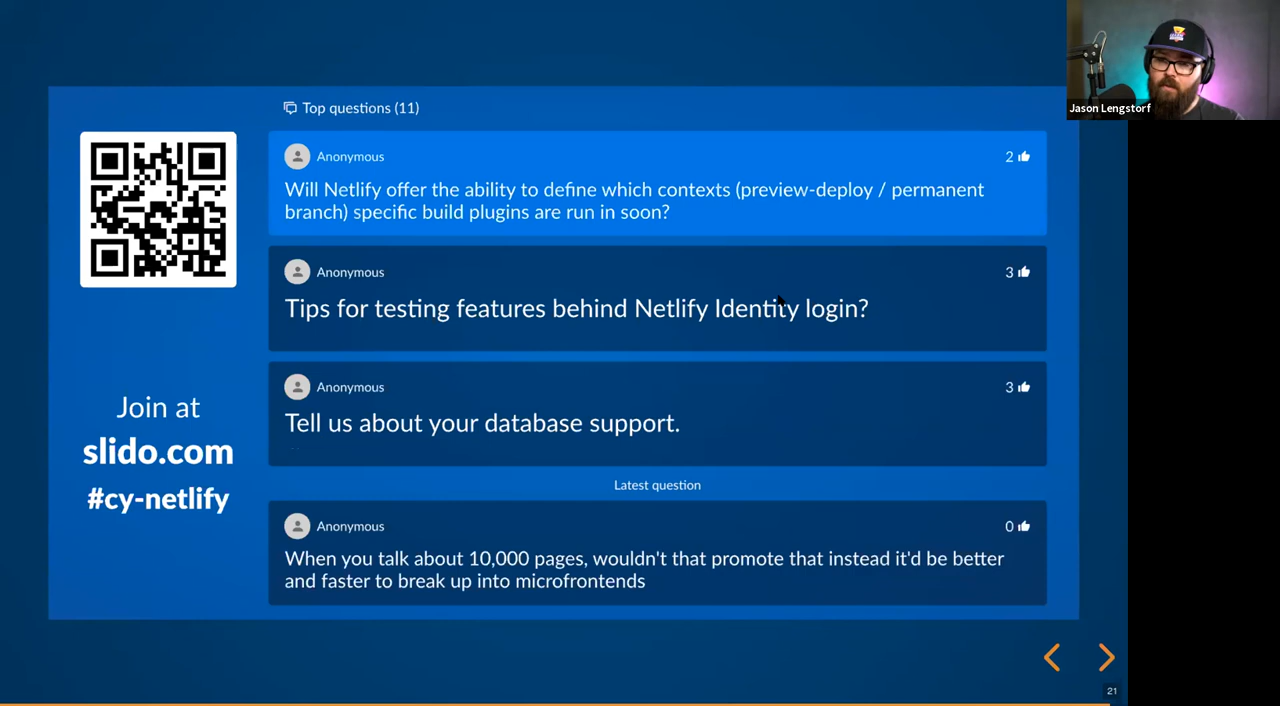 Top questions (11)
Anonymous
2
Will Netlify offer the ability to define which contexts (preview-deploy / permanent
branch) specific build plugins are run in soon?
Anonymous
3
Tips for testing features behind Netlify Identity login?
Anonymous
3
Tell us about your database support.
Latest question
Anonymous
0
When you talk about 10,000 pages, wouldn't that promote that instead it'd be better
and faster to break up into microfrontends
Join at
slido.com
#cy-netlify
Jason Lengstorf
21